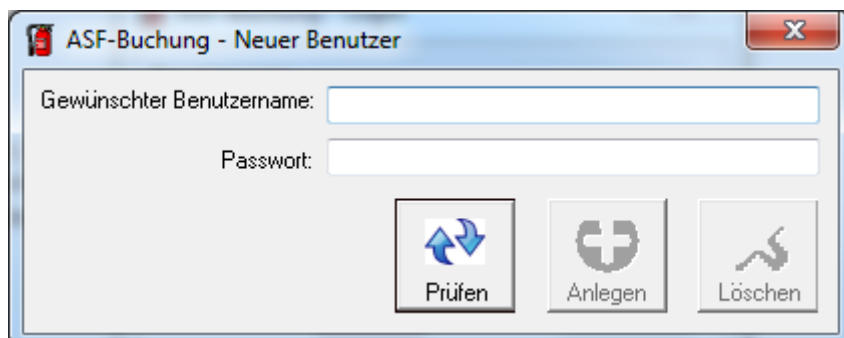 ASF-Buchung - Neuer Benutzer
Gewünschter Benutzername:
Passwort:
Prüfen Anlegen Löschen